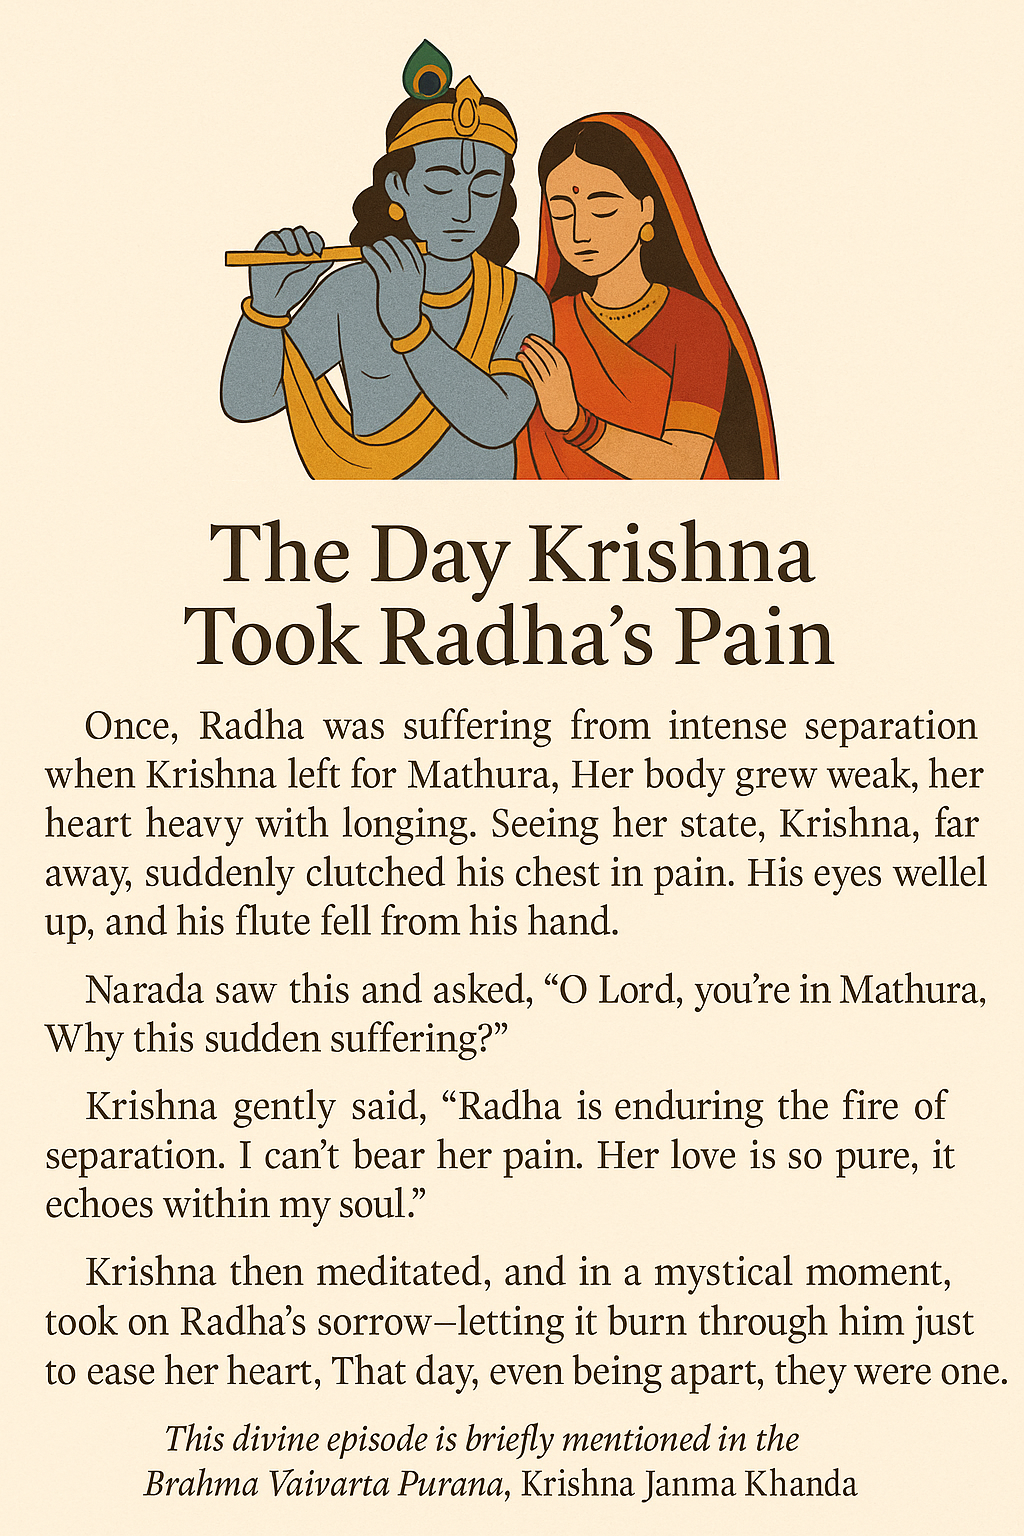 The Day Krishna
Took Radha’s Pain
Once, Radha was suffering from intense separation
when Krishna left for Mathura, Her body grew weak, her
heart heavy with longing. Seeing her state, Krishna, far
away, suddenly clutched his chest in pain. His eyes wellel
up, and his flute fell from his hand.
Narada saw this and asked, “O Lord, you’re in Mathura,
Why this sudden suffering?”
Krishna gently said, “Radha is enduring the fire of
separation. I can’t bear her pain. Her love is so pure, it
echoes within my soul.”
Krishna then meditated, and in a mystical moment,
took on Radha’s sorrow—letting it burn through him just
to ease her heart, That day, even being apart, they were one.
This divine episode is briefly mentioned in the
Brahma Vaivarta Purana, Krishna Janma Khanda